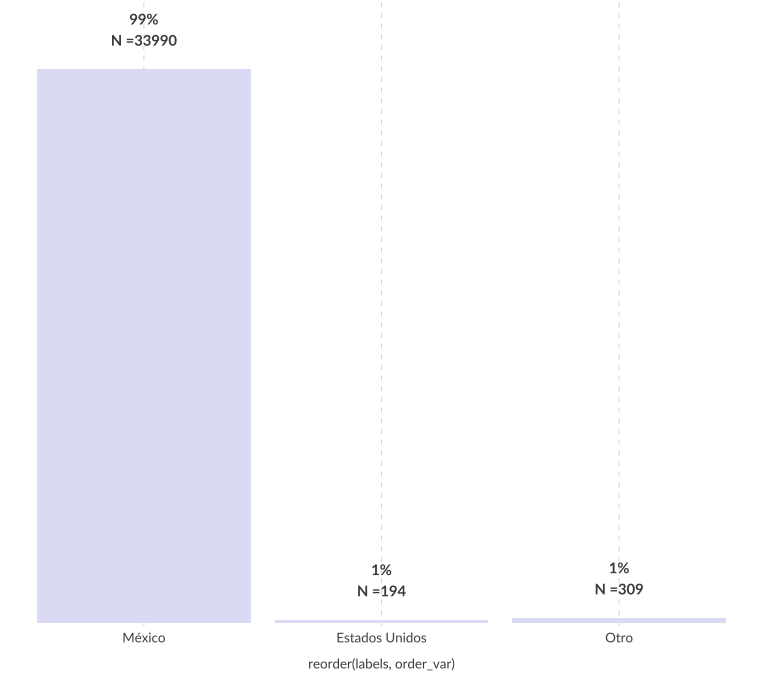 99%
N =33990
1%
N =194
1%
N =309
México
Estados Unidos
Otro
reorder(labels, order_var)